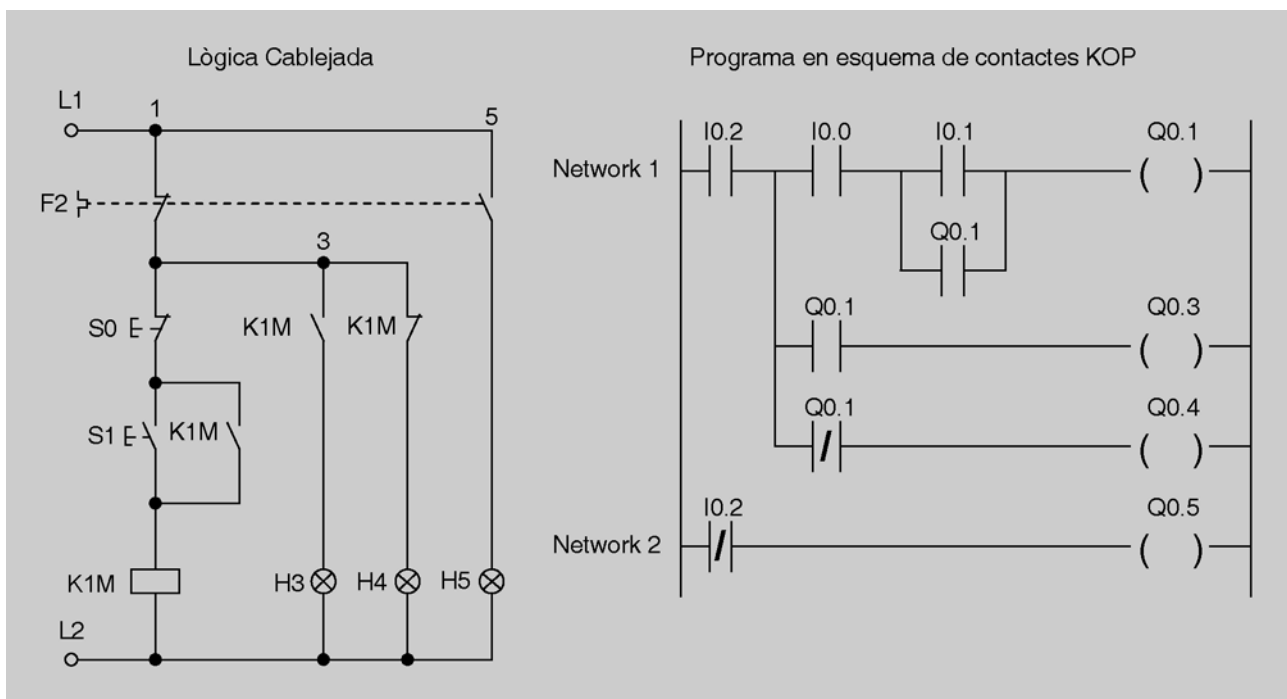 Lògica Cablejada
L1
1
5
F2
3
S0
K1M
K1M
S1
K1M
K1M
H3
H4
H5
L2
Programa en esquema de contactes KOP
Network 1
I0.2
I0.0
I0.1
Q0.1
Q0.1
Q0.1
Q0.3
Q0.1
Q0.4
Network 2
I0.2
Q0.5